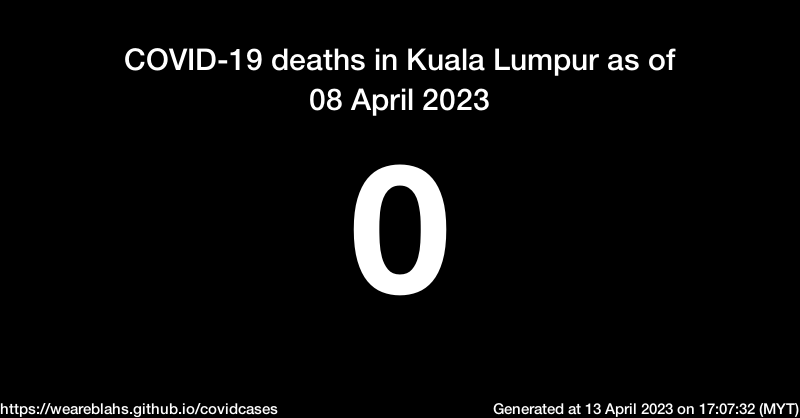 COVID-19 deaths in Kuala Lumpur as of
08 April 2023
0
https://weareblahs.github.io/covidcases
Generated at 13 April 2023 on 17:07:32 (MYT)